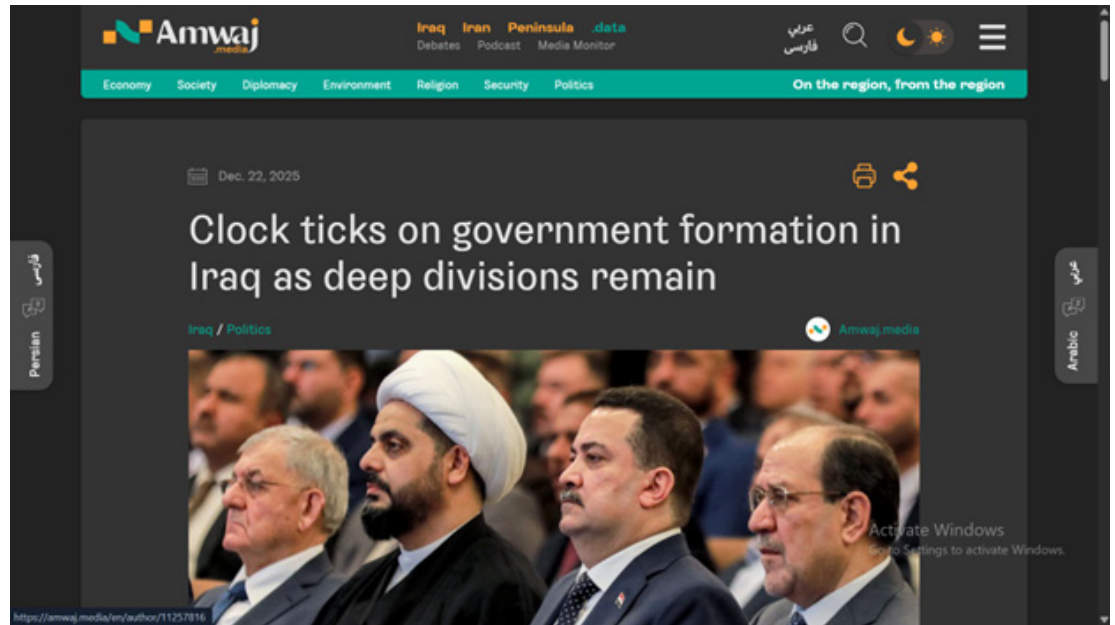 Amwaj
.media
Iraq Iran Peninsula .data
Debates Podcast Media Monitor
عربي
فارسی
Economy Society Diplomacy Environment Religion Security Politics
On the region, from the region
Dec. 22, 2025
Clock ticks on government formation in
Iraq as deep divisions remain
Iraq / Politics
Amwaj.media
فارسی
Persian
عربي
Arabic
Activate Windows
Go to Settings to activate Windows.
https://amwaj.media/en/author/11257816